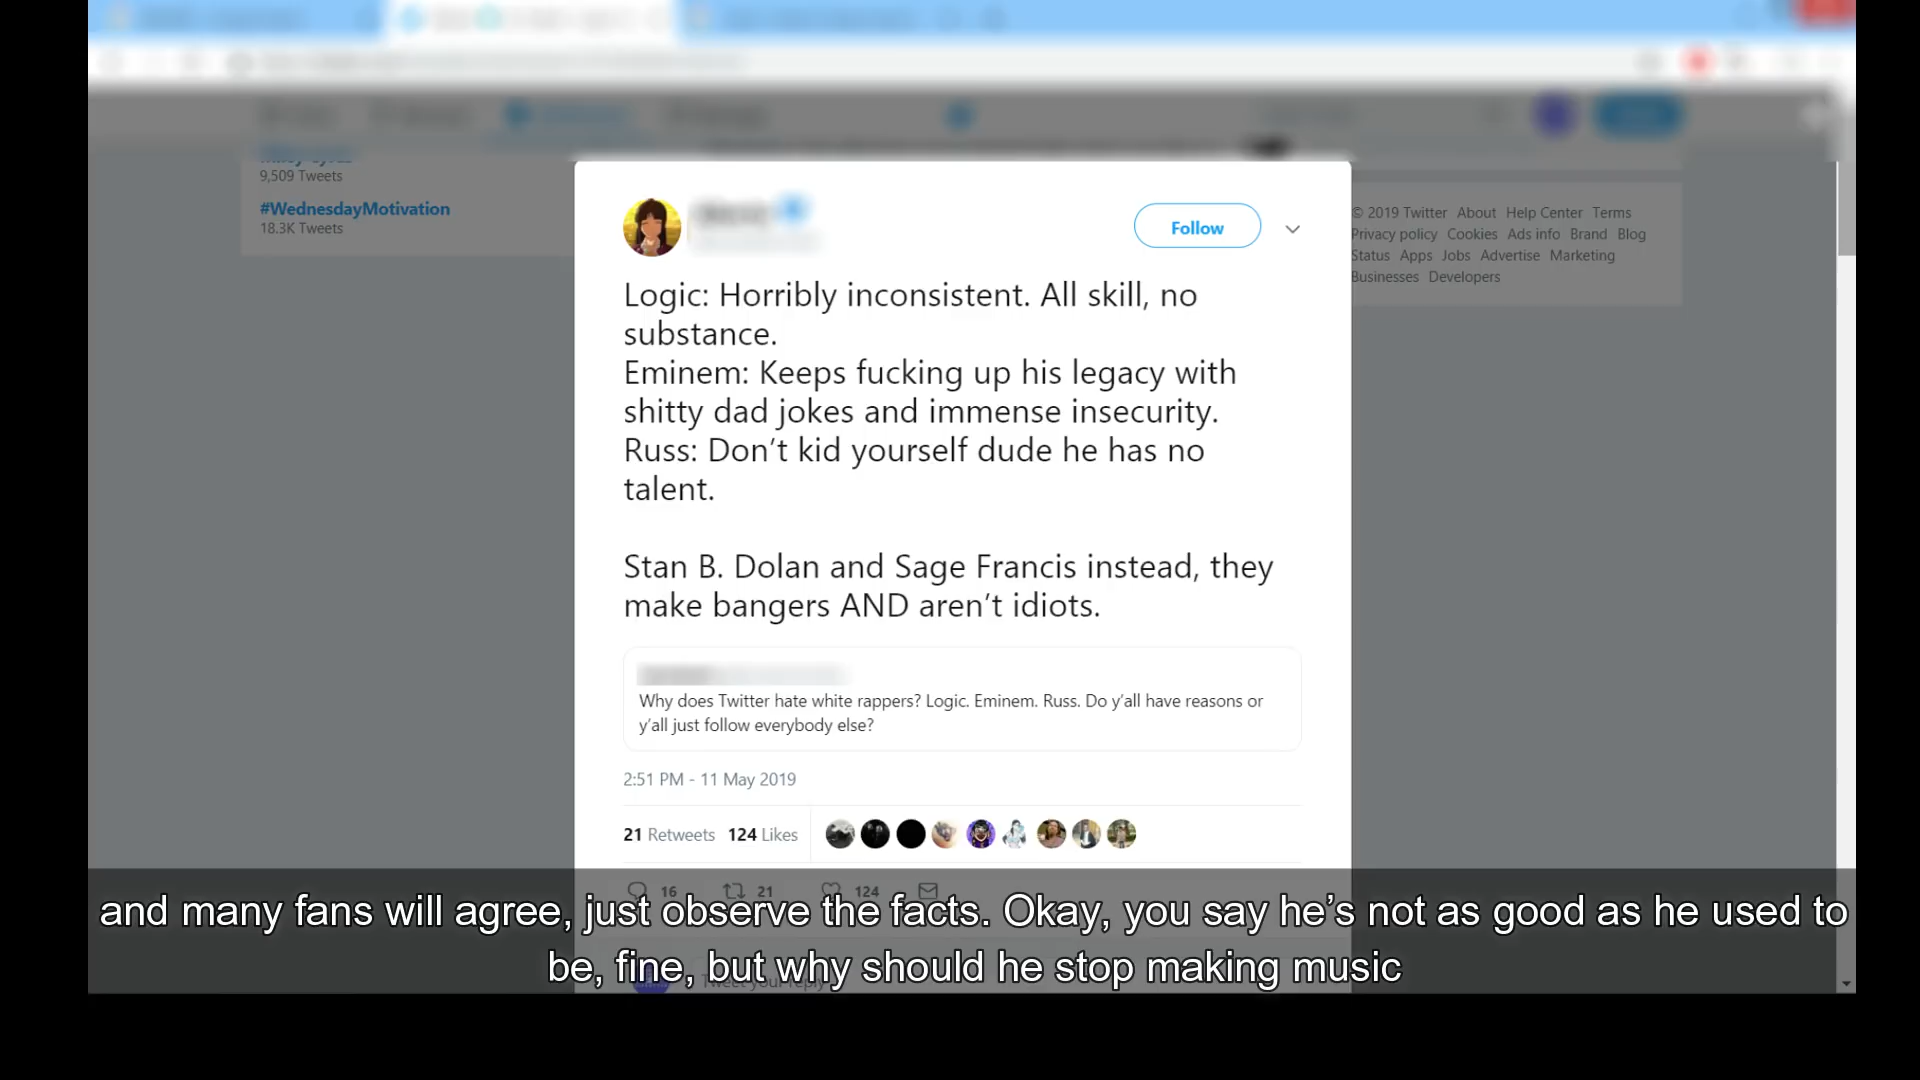 9,509 Tweets
#WednesdayMotivation
18.3K Tweets
Follow
Logic: Horribly inconsistent. All skill, no
substance.
Eminem: Keeps fucking up his legacy with
shitty dad jokes and immense insecurity.
Russ: Don’t kid yourself dude he has no
talent.
Stan B. Dolan and Sage Francis instead, they
make bangers AND aren’t idiots.
Why does Twitter hate white rappers? Logic. Eminem. Russ. Do y’all have reasons or
y’all just follow everybody else?
2:51 PM - 11 May 2019
21 Retweets 124 Likes
16 21 124
Tweet your reply
© 2019 Twitter About Help Center Terms
Privacy policy Cookies Ads info Brand Blog
Status Apps Jobs Advertise Marketing
Businesses Developers
and many fans will agree, just observe the facts. Okay, you say he’s not as good as he used to
be, fine, but why should he stop making music